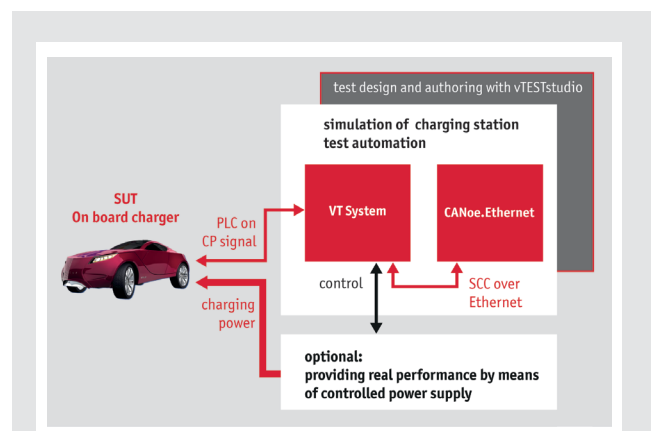 test design and authoring with vTESTstudio
simulation of charging station
test automation
SUT
On board charger
VT System
CANoe.Ethernet
PLC on
CP signal
control
SCC over
Ethernet
charging
power
optional:
providing real performance by means
of controlled power supply